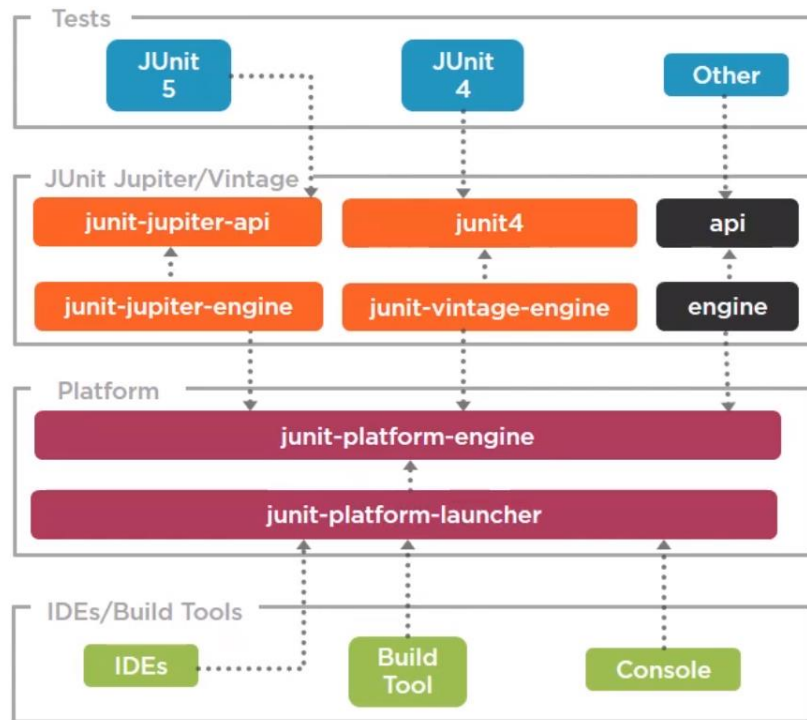 Tests
JUnit
5
JUnit
4
Other
JUnit Jupiter/Vintage
junit-jupiter-api
junit4
api
junit-jupiter-engine
junit-vintage-engine
engine
Platform
junit-platform-engine
junit-platform-launcher
IDEs/Build Tools
IDEs
Build
Tool
Console